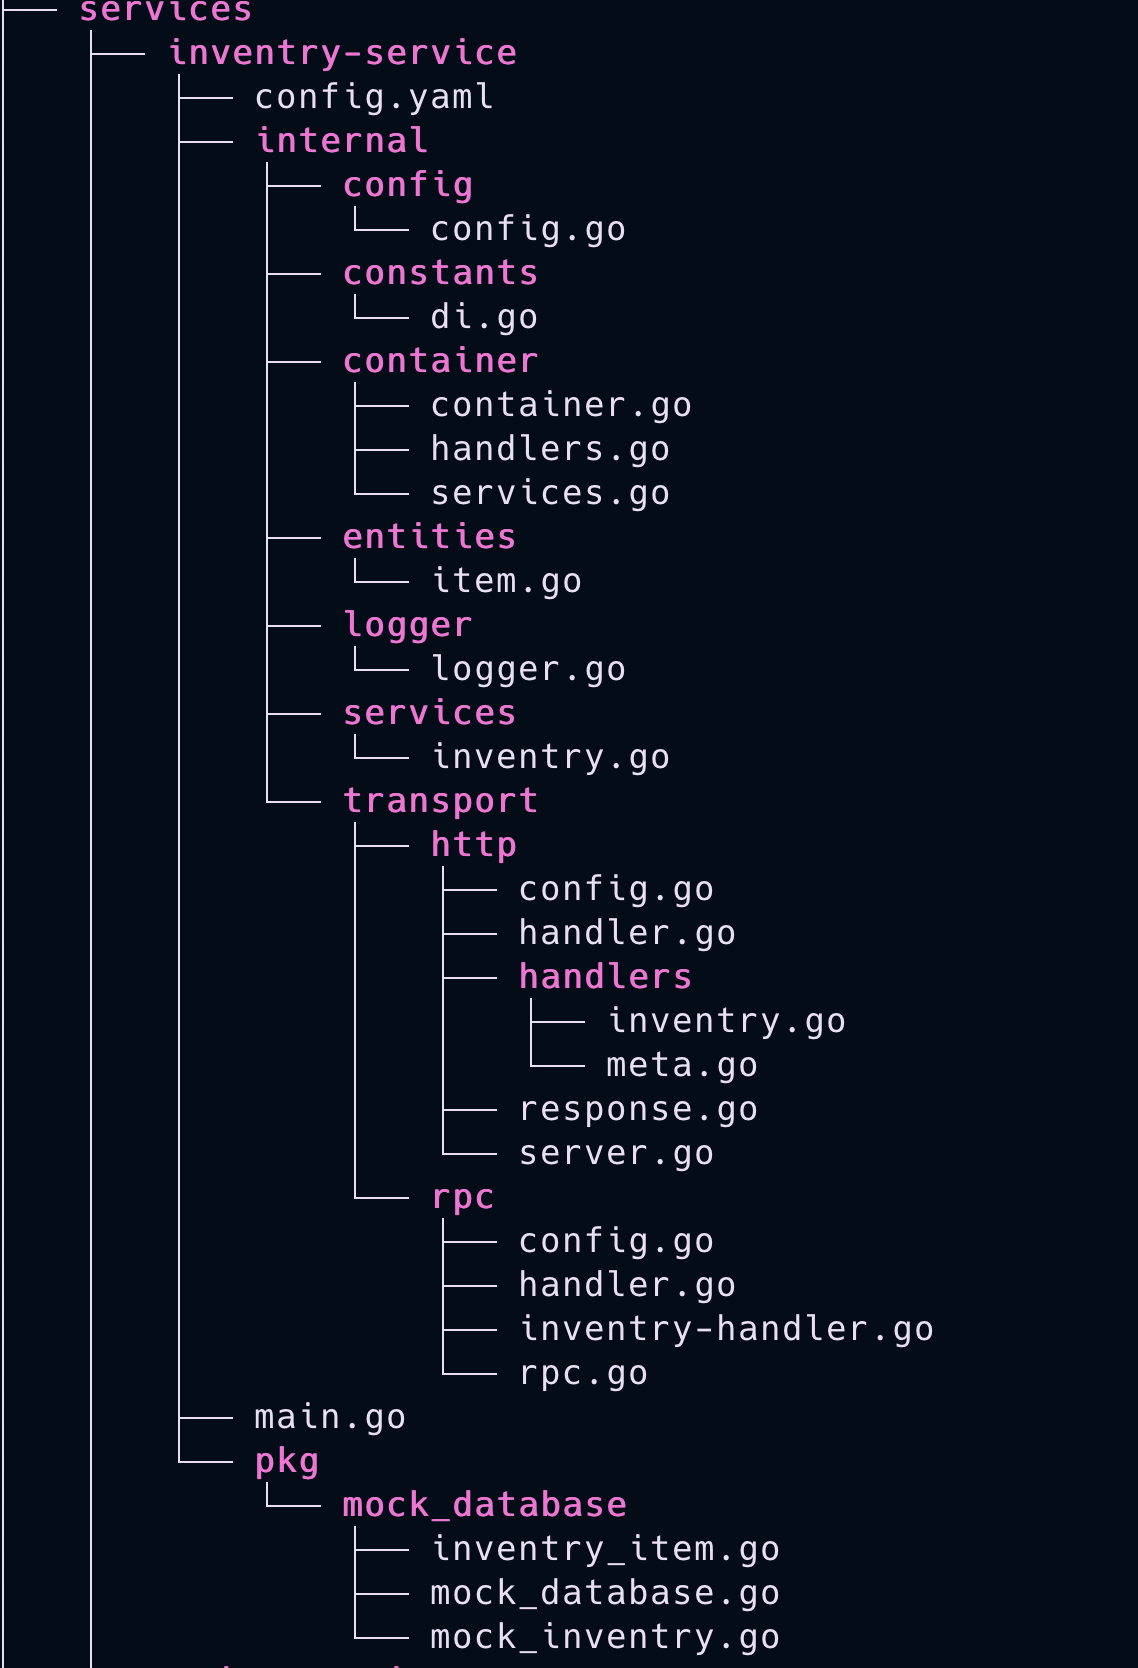 services
inventry-service
config.yaml
internal
config
config.go
constants
di.go
container
container.go
handlers.go
services.go
entities
item.go
logger
logger.go
services
inventry.go
transport
http
config.go
handler.go
handlers
inventry.go
meta.go
response.go
server.go
rpc
config.go
handler.go
inventry-handler.go
rpc.go
main.go
pkg
mock_database
inventry_item.go
mock_database.go
mock_inventry.go